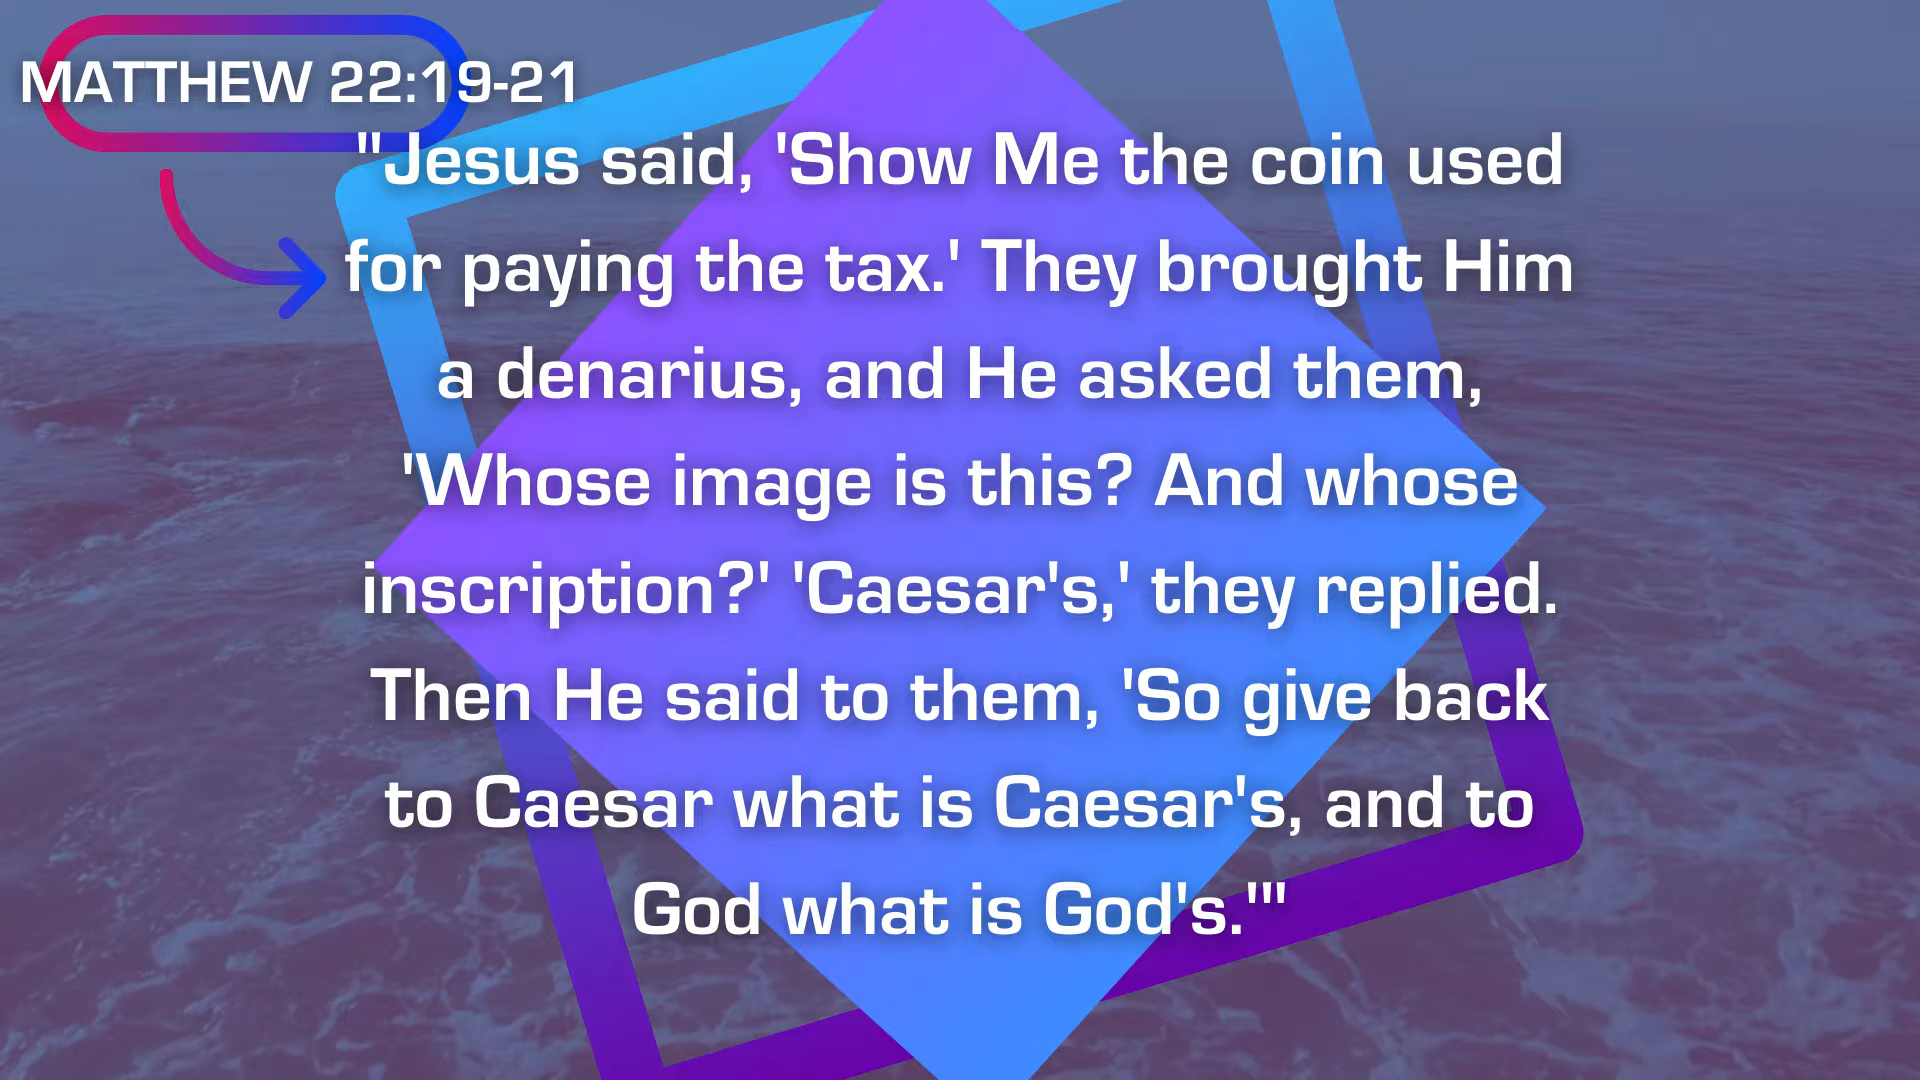 MATTHEW 22:19-21
"Jesus said, 'Show Me the coin used
for paying the tax.' They brought Him
a denarius, and He asked them,
'Whose image is this? And whose
inscription?' 'Caesar's,' they replied.
Then He said to them, 'So give back
to Caesar what is Caesar's, and to
God what is God's.'"